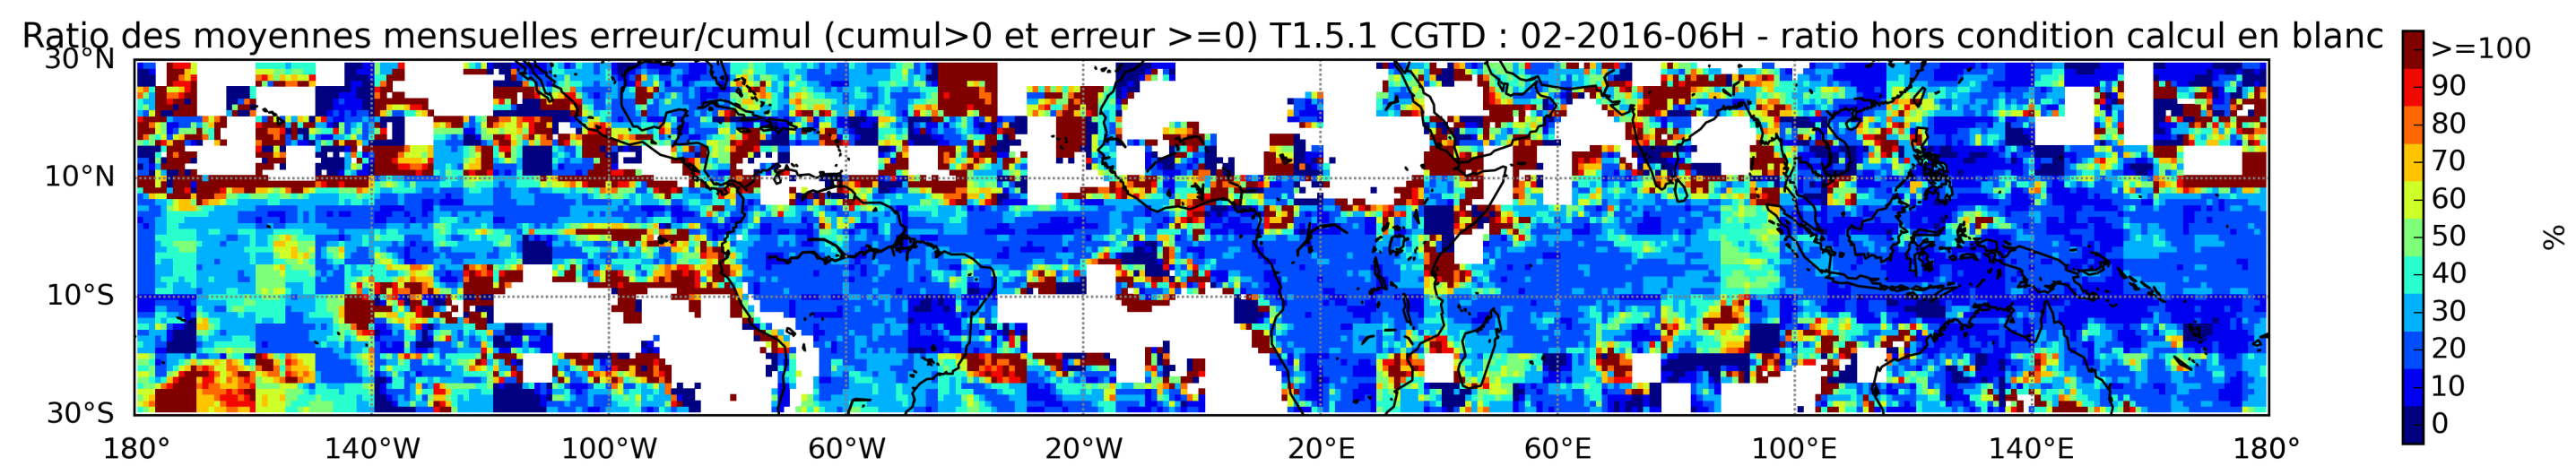 Ratio des moyennes mensuelles erreur/cumul (cumul>0 et erreur >=0) T1.5.1 CGTD : 02-2016-06H - ratio hors condition calcul en blanc
30°N
10°N
10°S
30°S
180° 140°W 100°W 60°W 20°W 20°E 60°E 100°E 140°E 180°
>=100
90
80
70
60
50
40
30
20
10
0
%